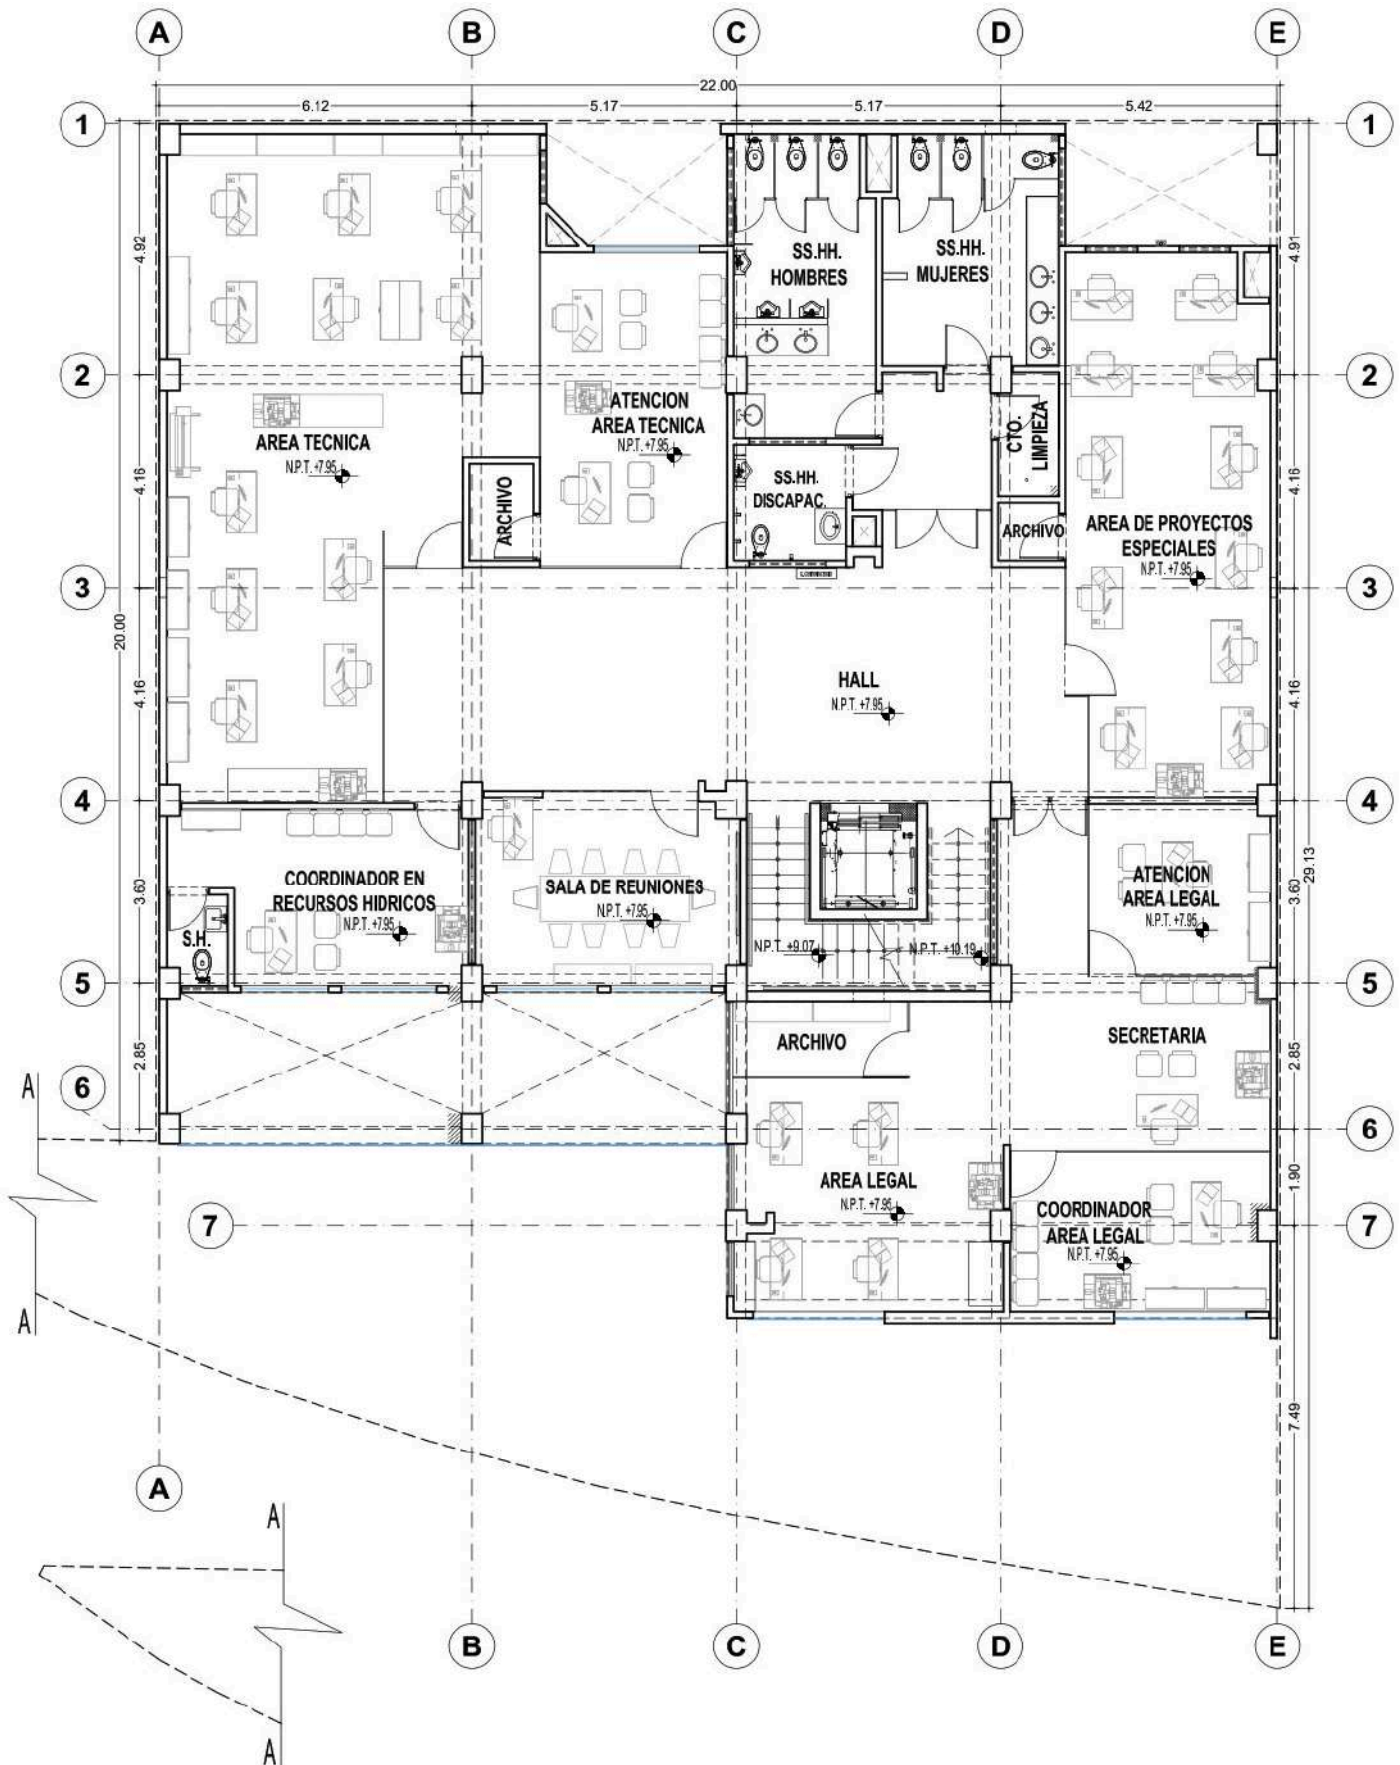 A B C D E
22.00
6.12 5.17 5.17 5.42
1 1
4.92
4.91
SS.HH.
HOMBRES
SS.HH.
MUJERES
2 2
ATENCION
AREA TECNICA
N.P.T. +7.95
AREA TECNICA
N.P.T. +7.95
CTO.
LIMPIEZA
4.16
4.16
SS.HH.
DISCAPAC.
ARCHIVO
ARCHIVO
AREA DE PROYECTOS
ESPECIALES
N.P.T. +7.95
3 3
20.00
4.16
4.16
HALL
N.P.T. +7.95
4 4
29.13
3.60
3.60
COORDINADOR EN
RECURSOS HIDRICOS
N.P.T. +7.95
S.H.
SALA DE REUNIONES
N.P.T. +7.95
N.P.T. +9.07
N.P.T. +10.19
ATENCION
AREA LEGAL
N.P.T. +7.95
5 5
2.85
2.85
ARCHIVO
SECRETARIA
A
6 6
1.90
AREA LEGAL
N.P.T. +7.95
COORDINADOR
AREA LEGAL
N.P.T. +7.95
7 7
A
7.49
A
A
B C D E
A